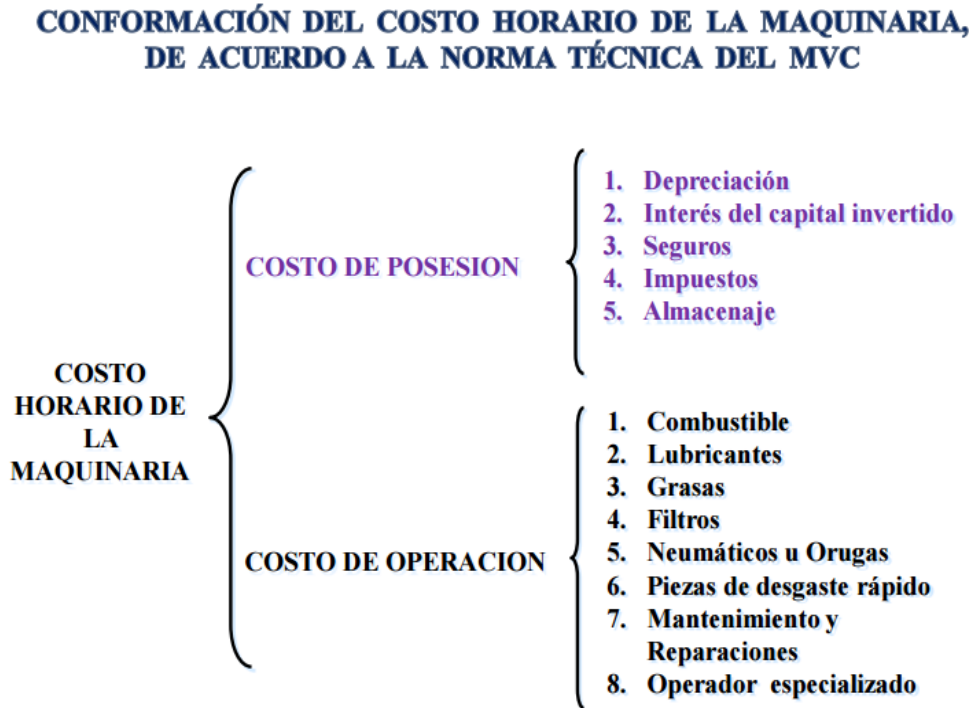 CONFORMACIÓN DEL COSTO HORARIO DE LA MAQUINARIA,
DE ACUERDO A LA NORMA TÉCNICA DEL MVC
COSTO
HORARIO DE
LA
MAQUINARIA
COSTO DE POSESION
1. Depreciación
2. Interés del capital invertido
3. Seguros
4. Impuestos
5. Almacenaje
COSTO DE OPERACION
1. Combustible
2. Lubricantes
3. Grasas
4. Filtros
5. Neumáticos u Orugas
6. Piezas de desgaste rápido
7. Mantenimiento y
Reparaciones
8. Operador especializado